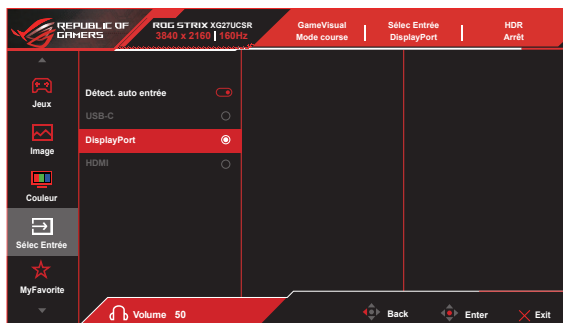 REPUBLIC OF
GAMERS
ROG STRIX XG27UCSR
3840 x 2160 160Hz
GameVisual
Mode course
Sélec Entrée
DisplayPort
HDR
Arrêt
Jeux
Image
Couleur
Sélec Entrée
MyFavorite
Détect. auto entrée
USB-C
DisplayPort
HDMI
Volume 50
Back
Enter
Exit